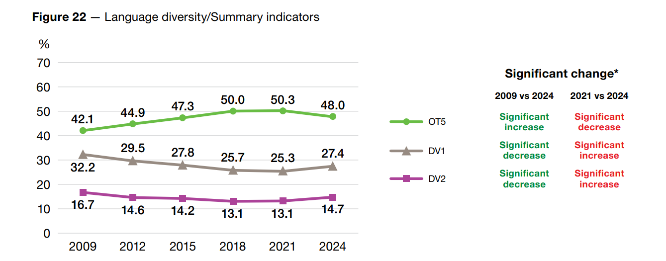 Figure 22 — Language diversity/Summary indicators
%
70
60
50
40
30
20
10
0
42.1 44.9 47.3 50.0 50.3 48.0
32.2 29.5 27.8 25.7 25.3 27.4
16.7 14.6 14.2 13.1 13.1 14.7
2009 2012 2015 2018 2021 2024
OT5
DV1
DV2
Significant change*
2009 vs 2024 2021 vs 2024
Significant increase Significant decrease
Significant decrease Significant increase
Significant decrease Significant increase